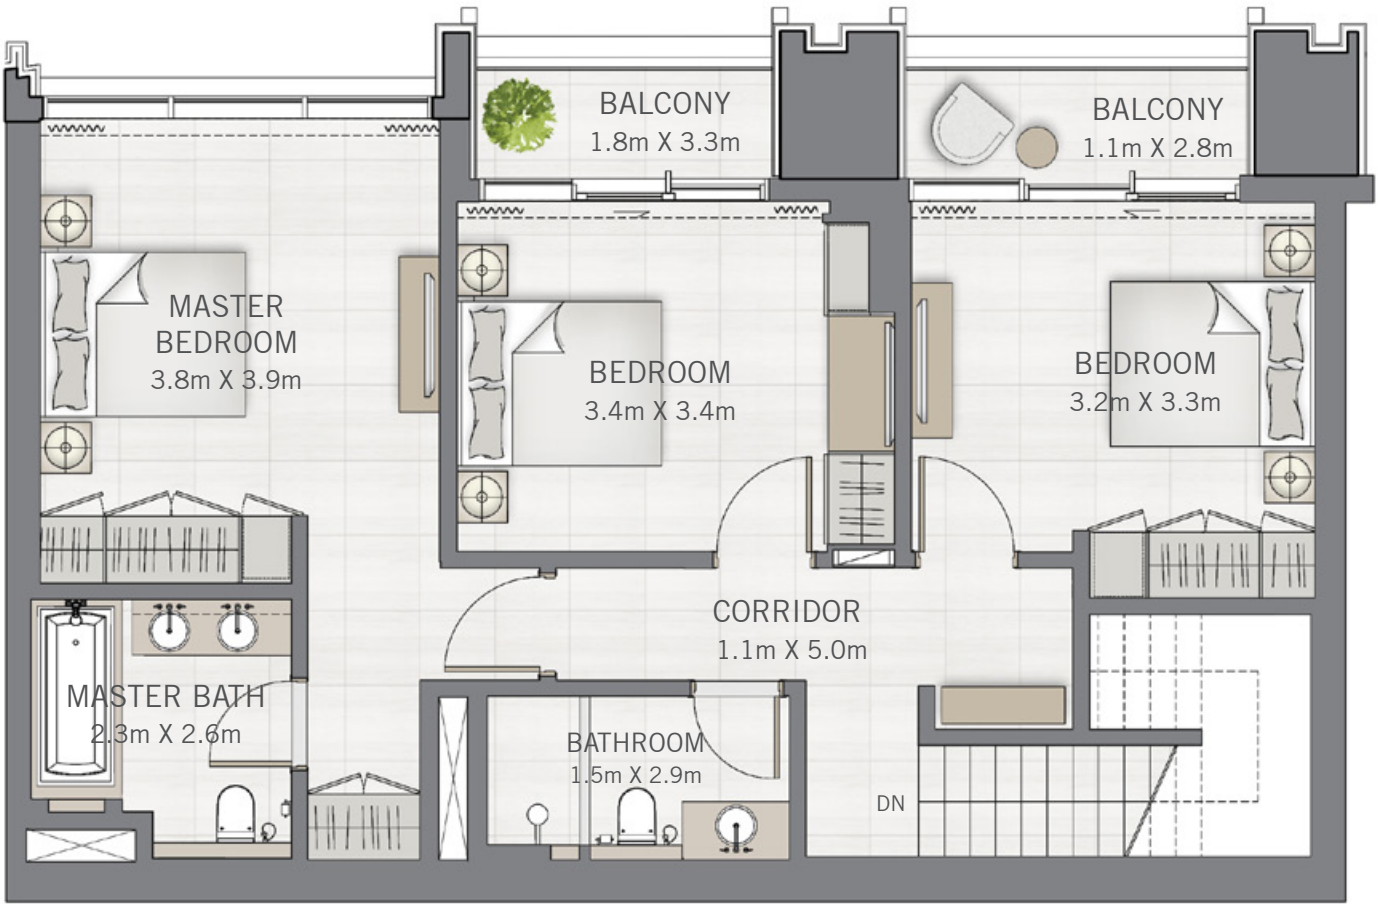 BALCONY
1.8m X 3.3m
BALCONY
1.1m X 2.8m
MASTER
BEDROOM
3.8m X 3.9m
BEDROOM
3.4m X 3.4m
BEDROOM
3.2m X 3.3m
CORRIDOR
1.1m X 5.0m
MASTER BATH
2.3m X 2.6m
BATHROOM
1.5m X 2.9m
DN